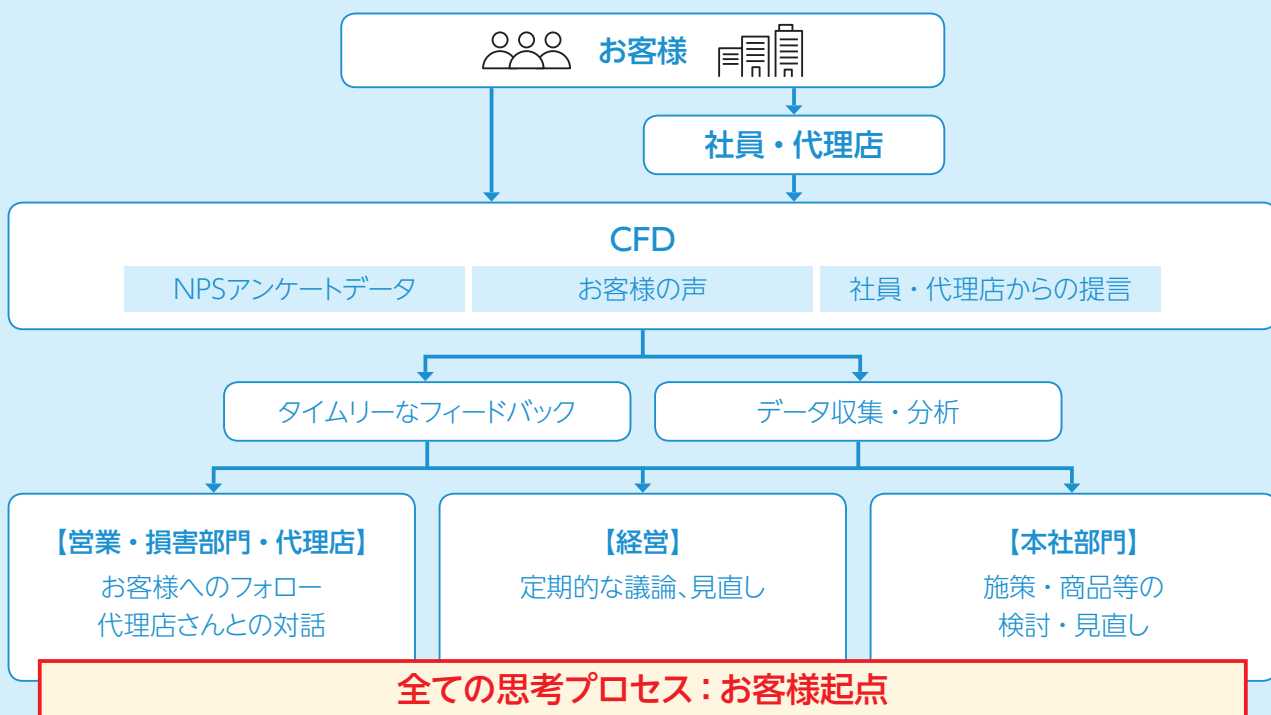 お客様
社員・代理店
CFD
NPSアンケートデータ
お客様の声
社員・代理店からの提言
タイムリーなフィードバック
データ収集・分析
【営業・損害部門・代理店】
お客様へのフォロー
代理店さんとの対話
【経営】
定期的な議論、見直し
【本社部門】
施策・商品等の
検討・見直し
全ての思考プロセス：お客様起点